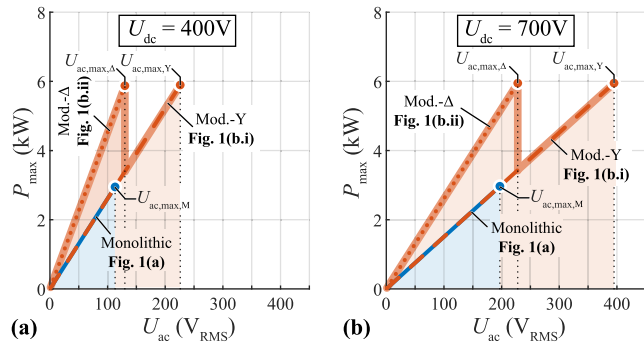 U_dc = 400V
8
6
4
2
0
P_max (kW)
U_ac,max,Δ
U_ac,max,Y
Mod.-Δ
Fig. 1(b.ii)
Mod.-Y
Fig. 1(b.i)
U_ac,max,M
Monolithic
Fig. 1(a)
0 100 200 300 400
(a) U_ac (V_RMS)
U_dc = 700V
8
6
4
2
0
P_max (kW)
U_ac,max,Δ
U_ac,max,Y
Mod.-Δ
Fig. 1(b.ii)
Mod.-Y
Fig. 1(b.i)
U_ac,max,M
Monolithic
Fig. 1(a)
0 100 200 300 400
(b) U_ac (V_RMS)